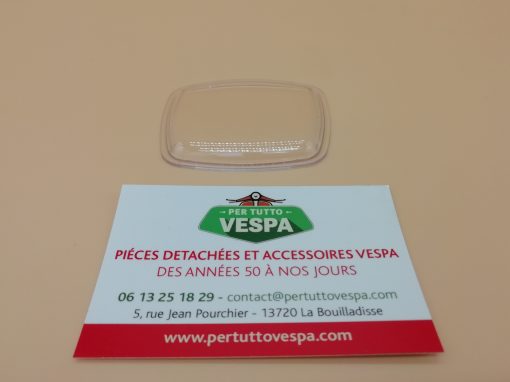 PER TUTTO
VESPA
PIÉCES DETACHÉES ET ACCESSOIRES VESPA
DES ANNÉES 50 À NOS JOURS
06 13 25 18 29 - contact@pertuttovespa.com
5, rue Jean Pourchier - 13720 La Bouilladisse
www.pertuttovespa.com